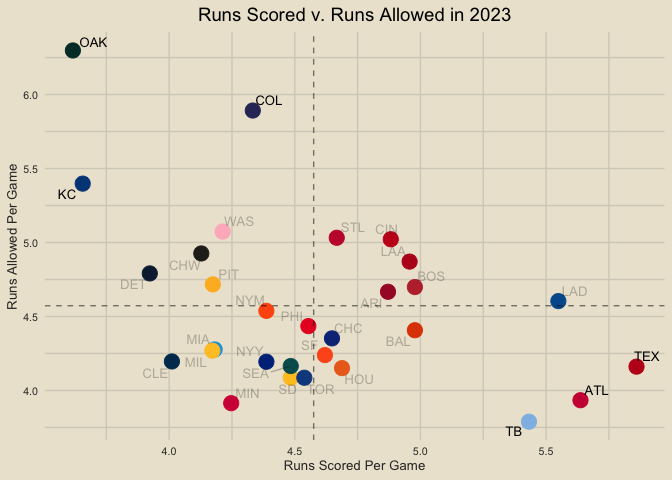 Runs Scored v. Runs Allowed in 2023
OAK
6.0
COL
5.5
KC
WAS
STL
CIN
5.0
LAA
CHW
PIT
BOS
DET
LAD
ARI
NYM
4.5
PHI
CHC
BAL
MIA
NYY
SF
TEX
MIL
CLE
SEA
HOU
4.0
MIN
SD
TOR
ATL
TB
Runs Allowed Per Game
4.0
4.5
5.0
5.5
Runs Scored Per Game